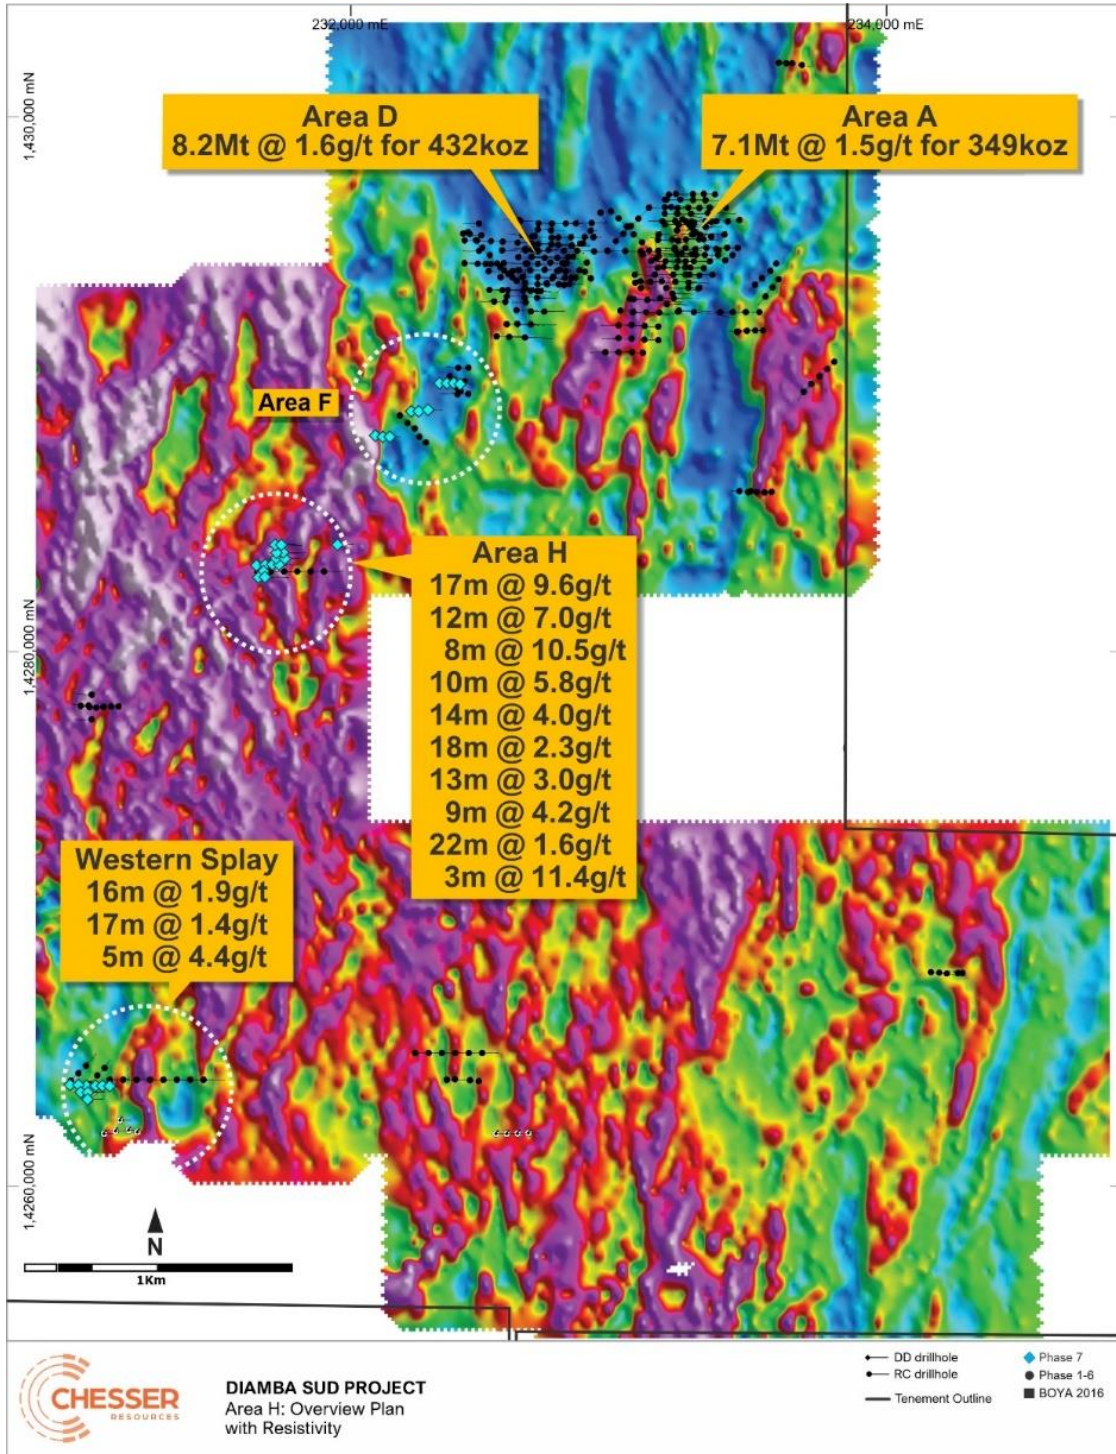 232,000 mE
234,000 mE
1,430,000 mN
Area D
8.2Mt @ 1.6g/t for 432koz
Area A
7.1Mt @ 1.5g/t for 349koz
Area F
Area H
17m @ 9.6g/t
12m @ 7.0g/t
8m @ 10.5g/t
10m @ 5.8g/t
14m @ 4.0g/t
18m @ 2.3g/t
13m @ 3.0g/t
9m @ 4.2g/t
22m @ 1.6g/t
3m @ 11.4g/t
1,4280,000 mN
Western Splay
16m @ 1.9g/t
17m @ 1.4g/t
5m @ 4.4g/t
1,4260,000 mN
N
1Km
CHESSER
RESOURCES
DIAMBA SUD PROJECT
Area H: Overview Plan
with Resistivity
DD drillhole
RC drillhole
Tenement Outline
Phase 7
Phase 1-6
BOYA 2016